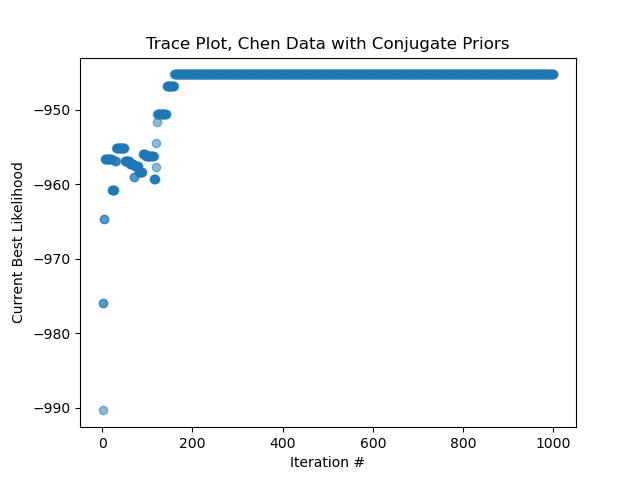 Trace Plot, Chen Data with Conjugate Priors
Current Best Likelihood
−950
−960
−970
−980
−990
0 200 400 600 800 1000
Iteration #